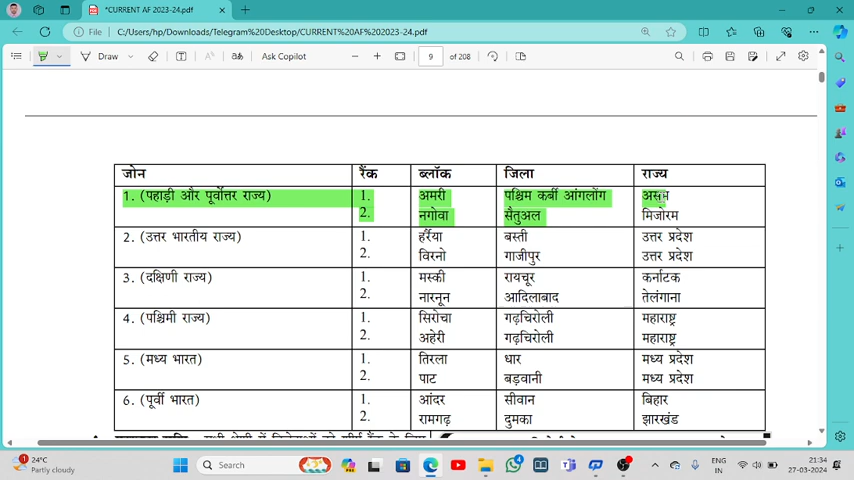 *CURRENT AF 2023-24.pdf
File C:/Users/hp/Downloads/Telegram%20Desktop/CURRENT%20AF%202023-24.pdf
Draw Ask Copilot 9 of 208
जोन रैंक ब्लॉक जिला राज्य
1. (पहाड़ी और पूर्वोत्तर राज्य) 1. अमरी पश्चिम कर्बी आंगलोंग असम
2. नगोवा सैतुअल मिजोरम
2. (उत्तर भारतीय राज्य) 1. हर्रैया बस्ती उत्तर प्रदेश
2. विरनो गाजीपुर उत्तर प्रदेश
3. (दक्षिणी राज्य) 1. मस्की रायचूर कर्नाटक
2. नारनून आदिलाबाद तेलंगाना
4. (पश्चिमी राज्य) 1. सिरोचा गढ़चिरोली महाराष्ट्र
2. अहेरी गढ़चिरोली महाराष्ट्र
5. (मध्य भारत) 1. तिरला धार मध्य प्रदेश
2. पाट बड़वानी मध्य प्रदेश
6. (पूर्वी भारत) 1. आंदर सीवान बिहार
2. रामगढ़ दुमका झारखंड
24°C
Partly cloudy
Search
ENG
IN
21:34
27-03-2024